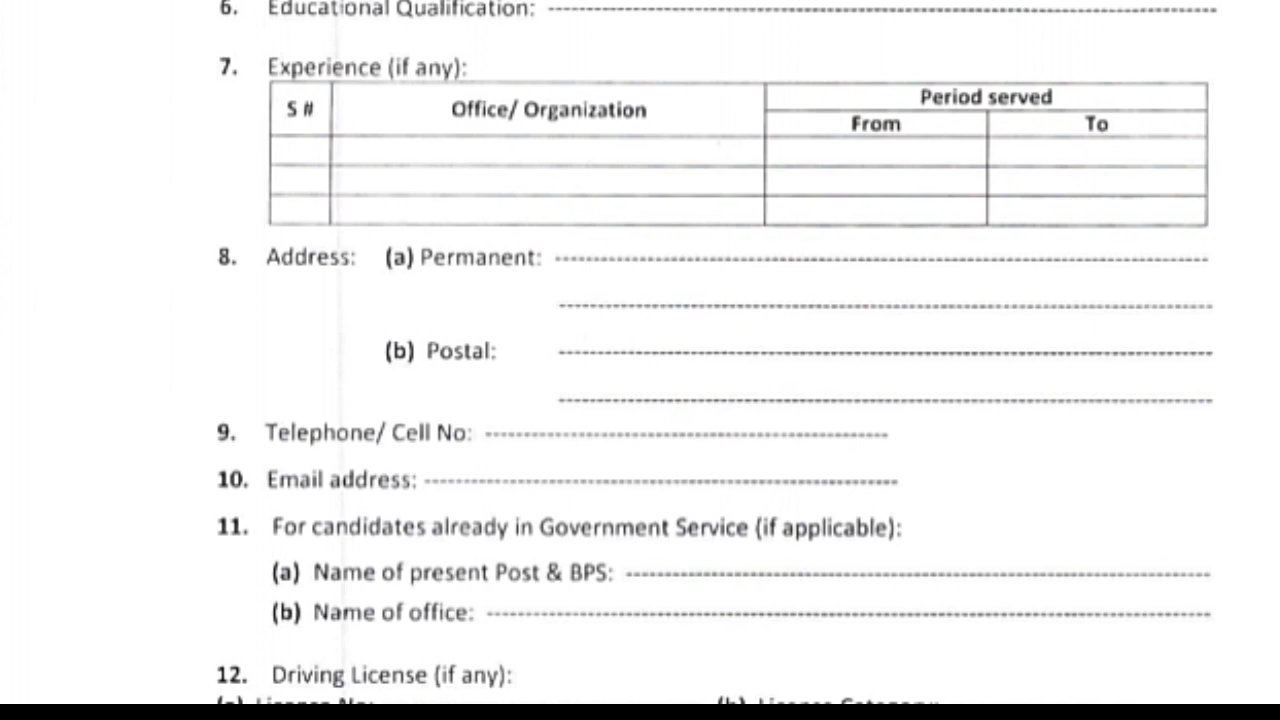 6. Educational Qualification:
7. Experience (if any):
S # Office/ Organization Period served
From To
8. Address: (a) Permanent:
(b) Postal:
9. Telephone/ Cell No:
10. Email address:
11. For candidates already in Government Service (if applicable):
(a) Name of present Post & BPS:
(b) Name of office:
12. Driving License (if any):